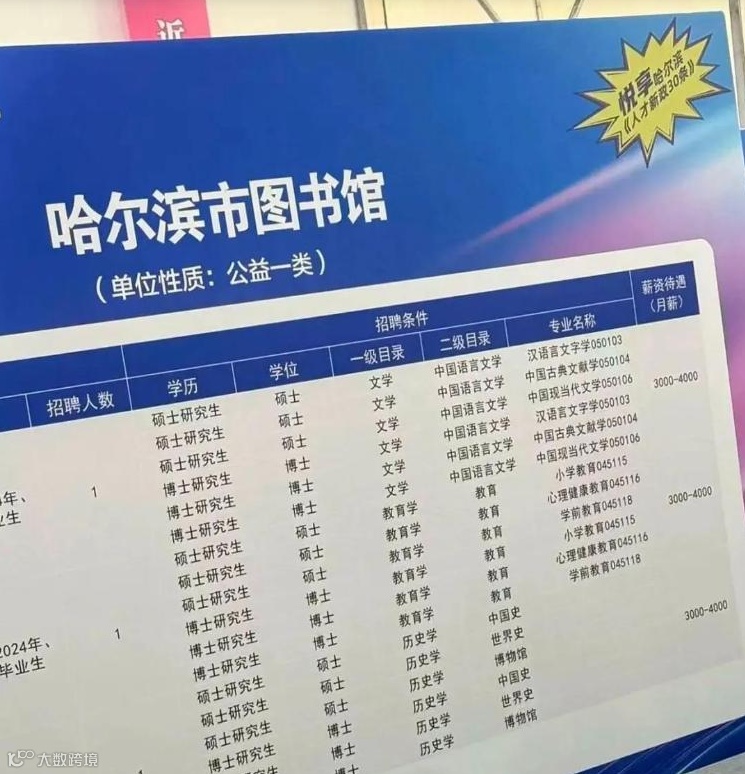 近
悦享哈尔滨
《人才新政30条》
哈尔滨市图书馆
（单位性质：公益一类）
招聘条件 薪资待遇
（月薪）
招聘人数 学历 学位 一级目录 二级目录 专业名称
硕士研究生 硕士 文学 中国语言文学 汉语言文字学050103
硕士研究生 硕士 文学 中国语言文学 中国古典文献学050104
硕士研究生 硕士 文学 中国语言文学 中国现当代文学050106 3000-4000
博士研究生 博士 文学 中国语言文学 汉语言文字学050103
年、 1 博士研究生 博士 文学 中国语言文学 中国古典文献学050104
业生 博士研究生 博士 文学 中国语言文学 中国现当代文学050106
硕士研究生 硕士 教育学 教育 小学教育045115
硕士研究生 硕士 教育学 教育 心理健康教育045116
硕士研究生 硕士 教育学 教育 学前教育045118 3000-4000
博士研究生 博士 教育学 教育 小学教育045115
2024年、 1 博士研究生 博士 教育学 教育 心理健康教育045116
毕业生 博士研究生 博士 教育学 教育 学前教育045118
硕士研究生 硕士 历史学 中国史
硕士研究生 硕士 历史学 世界史
硕士研究生 硕士 历史学 博物馆 3000-4000
博士研究生 博士 历史学 中国史
1 博士 历史学 世界史
博士 历史学 博物馆
大数跨境